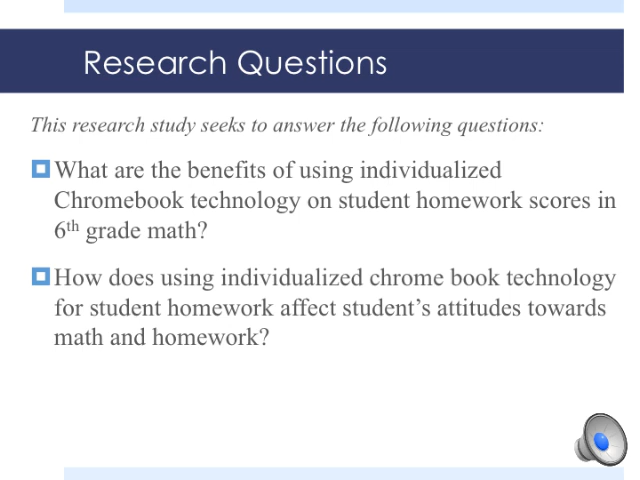 Research Questions
This research study seeks to answer the following questions:
What are the benefits of using individualized
Chromebook technology on student homework scores in
6th grade math?
How does using individualized chrome book technology
for student homework affect student’s attitudes towards
math and homework?